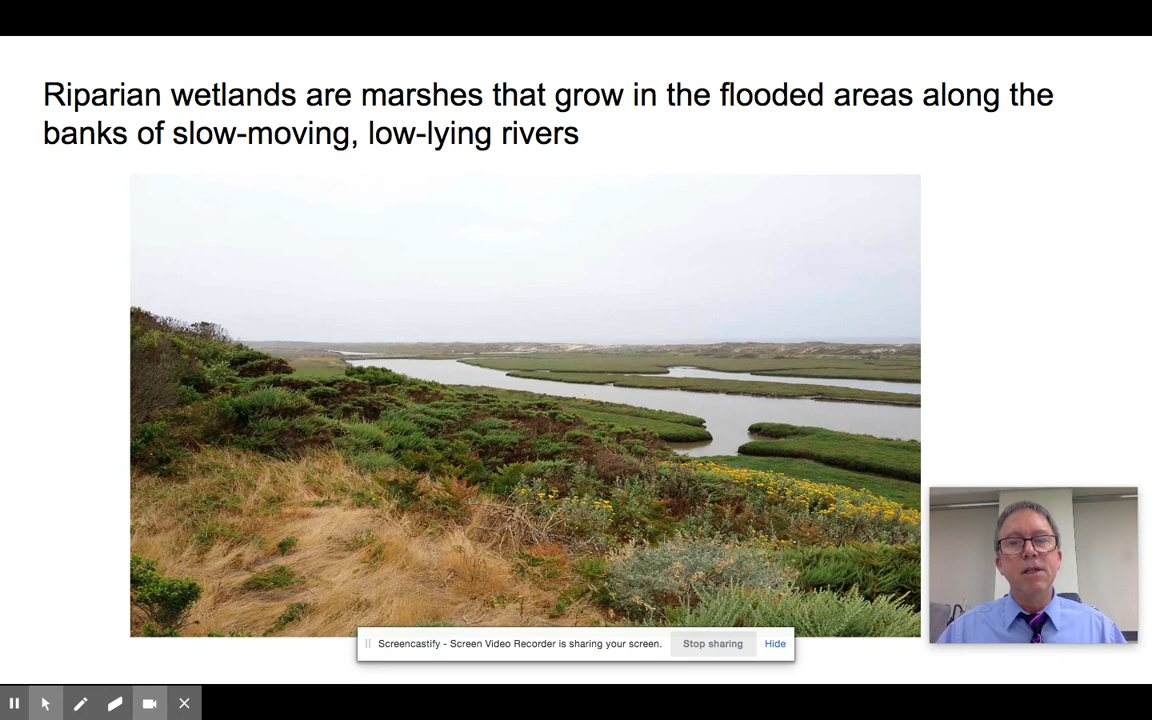 Riparian wetlands are marshes that grow in the flooded areas along the
banks of slow-moving, low-lying rivers
Screencastify - Screen Video Recorder is sharing your screen. Stop sharing Hide